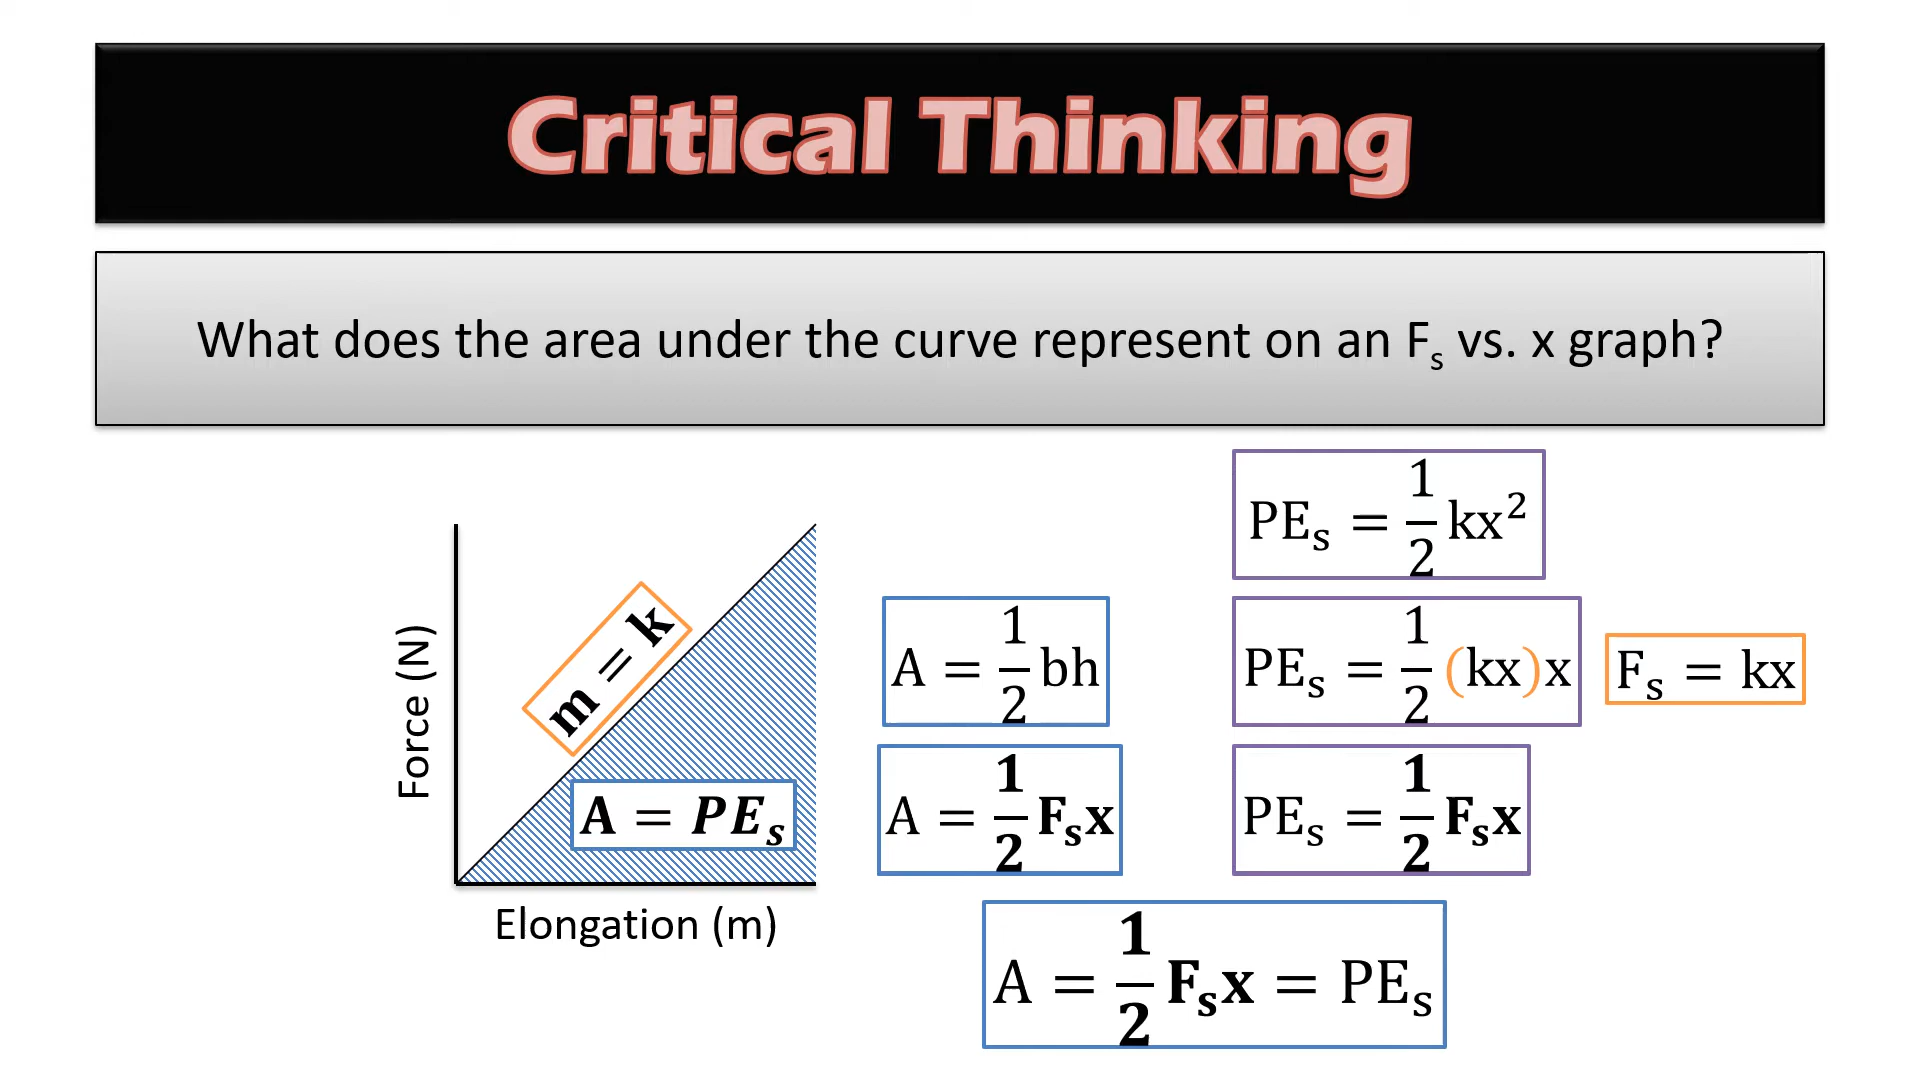 Critical Thinking
What does the area under the curve represent on an Fₛ vs. x graph?
Force (N)
m = k
A = PEₛ
Elongation (m)
A = 1/2 bh
A = 1/2 Fₛx
PEₛ = 1/2 kx²
PEₛ = 1/2 (kx)x
Fₛ = kx
PEₛ = 1/2 Fₛx
A = 1/2 Fₛx = PEₛ